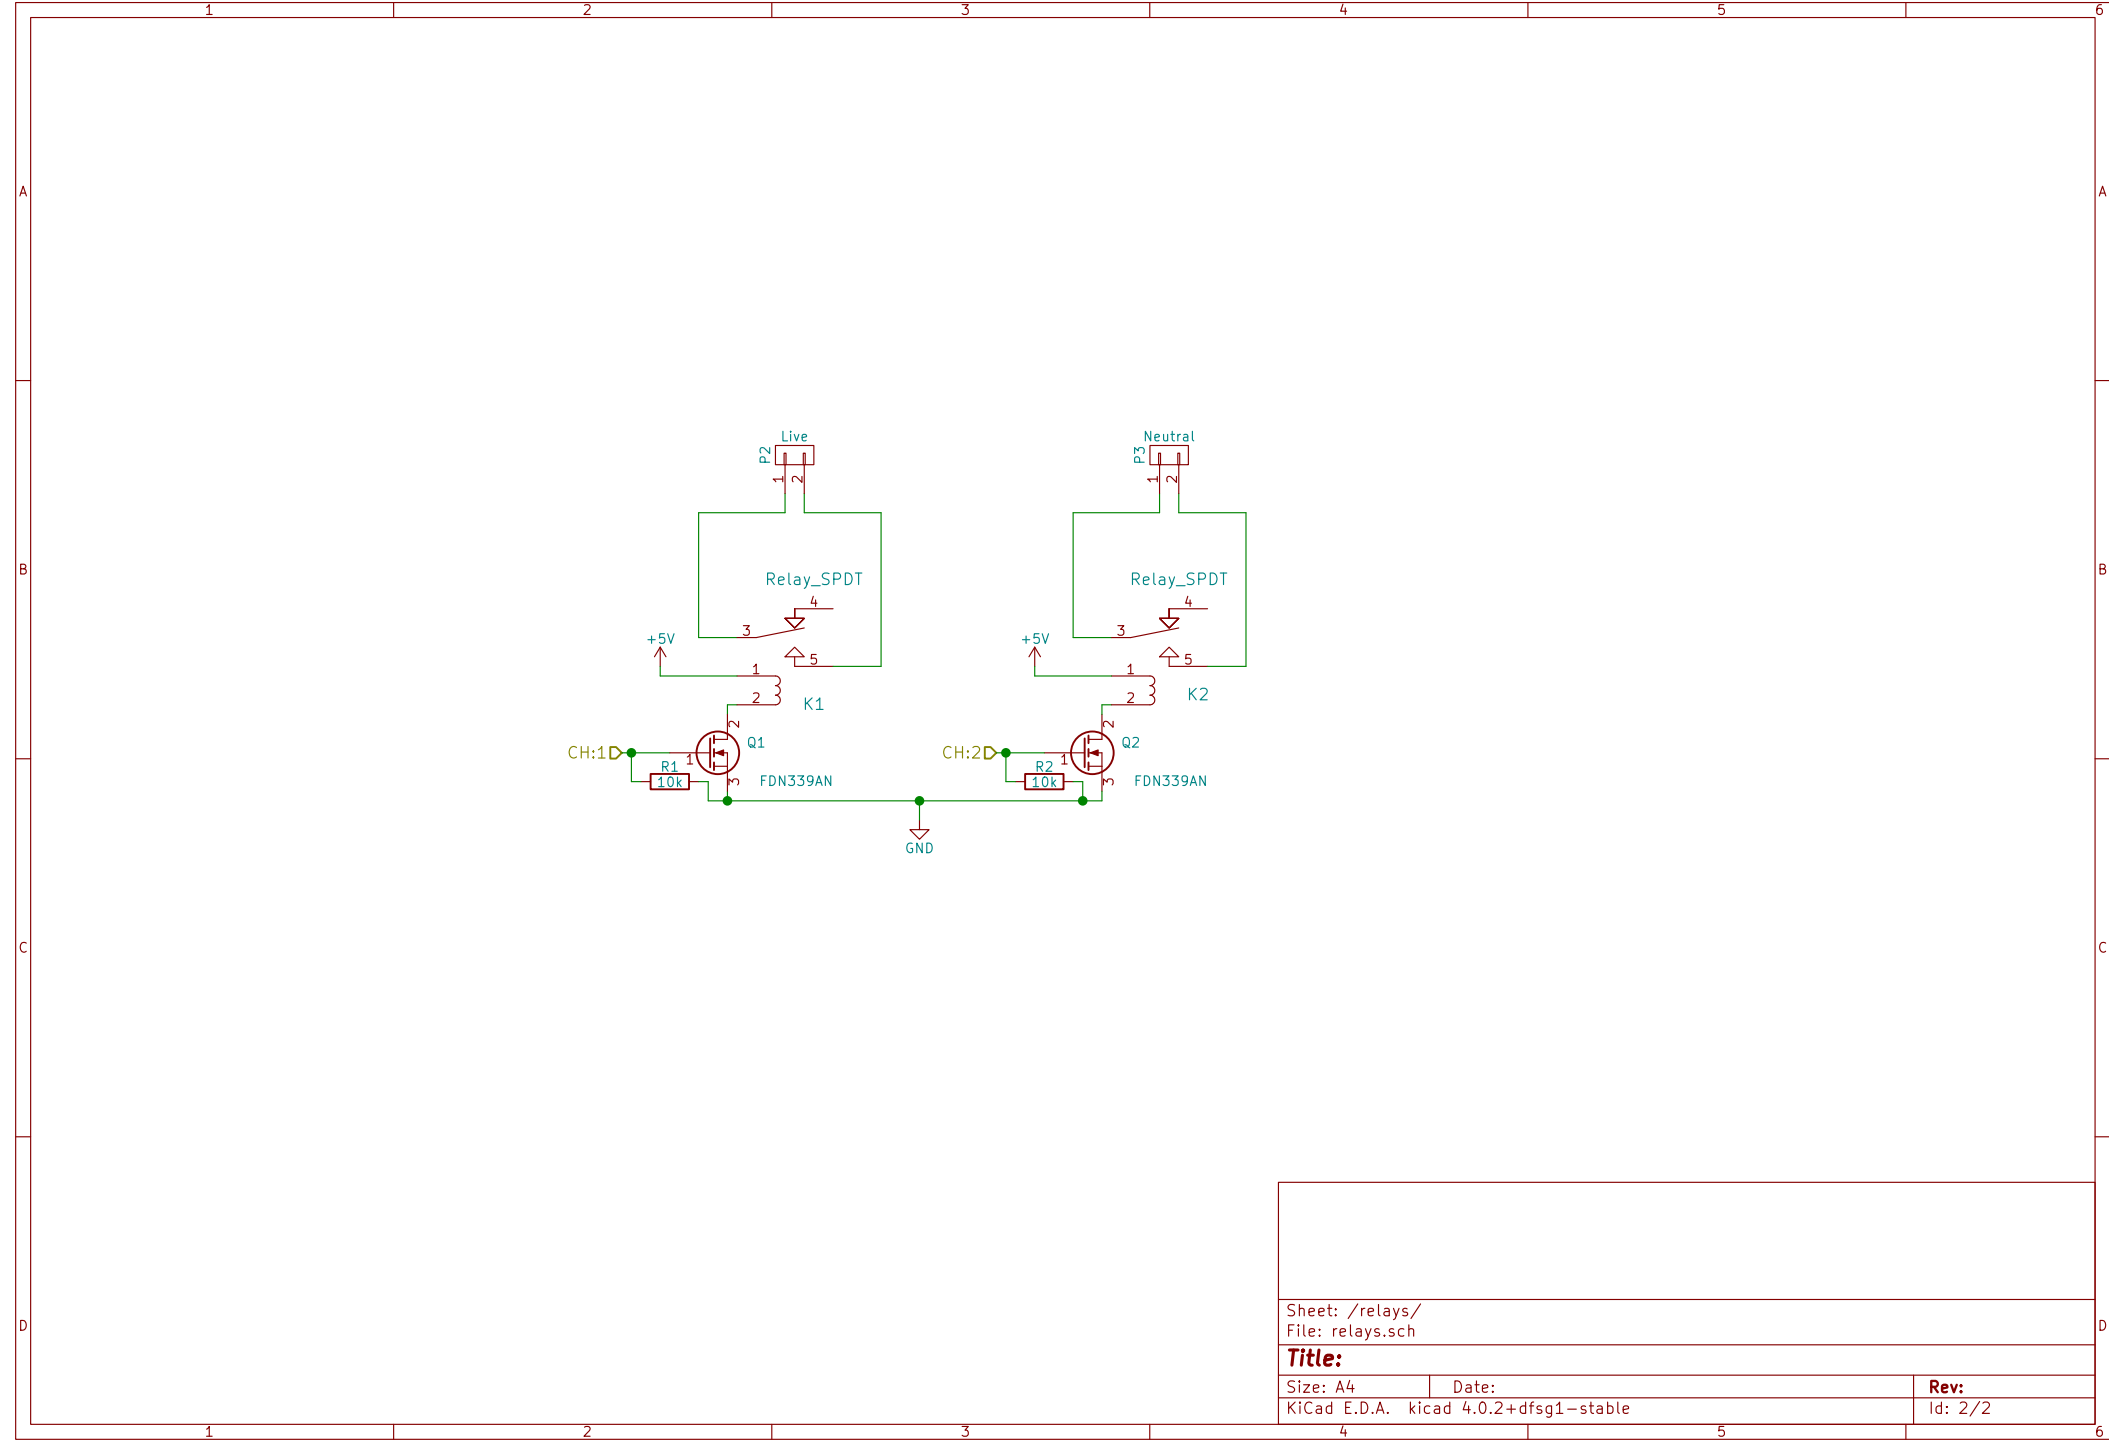 1 2 3 4 5 6
A A
Live Neutral
P2 P3
1 2 1 2
B B
Relay_SPDT Relay_SPDT
4 4
3 3
+5V +5V
5 5
1 1
2 K1 2 K2
2 2
Q1 Q2
CH:1 1 CH:2 1
R1 R2
10k 3 FDN339AN 10k 3 FDN339AN
GND
C C
Sheet: /relays/
File: relays.sch
D D
Title:
Size: A4 Date: Rev:
KiCad E.D.A. kicad 4.0.2+dfsg1-stable Id: 2/2
1 2 3 4 5 6